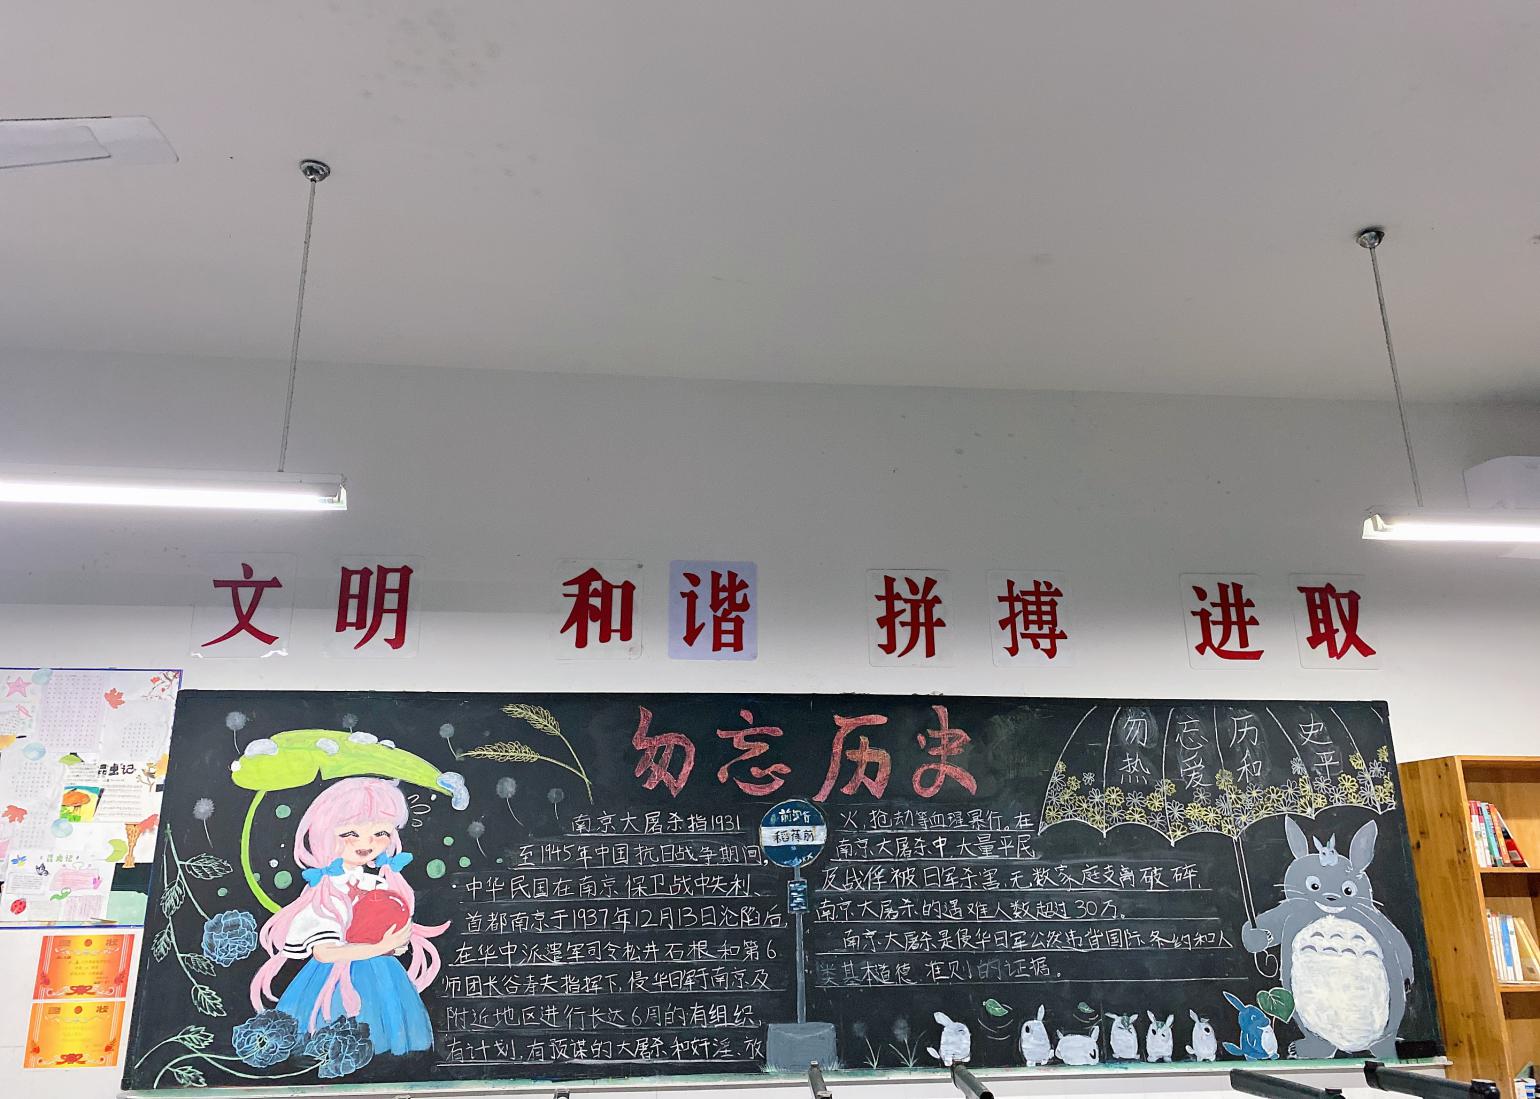 文明 和谐 拼搏 进取
勿忘历史
南京大屠杀指1931
至1945年中国抗日战争期间,
中华民国在南京保卫战中失利、
首都南京于1937年12月13日沦陷后,
在华中派遣军司令松井石根和第6
师团长谷寿夫指挥下,侵华日军于南京及
附近地区进行长达6周的有组织、
有计划、有预谋的大屠杀和奸淫、放
火、抢劫等血腥暴行。在
南京大屠杀中,大量平民
及战俘被日军杀害,无数家庭支离破碎,
南京大屠杀的遇难人数超过30万。
南京大屠杀是侵华日军公然违背国际条约和人
类基本道德准则的证据。
稻荷前
勿忘历史
热爱和平
昆虫记